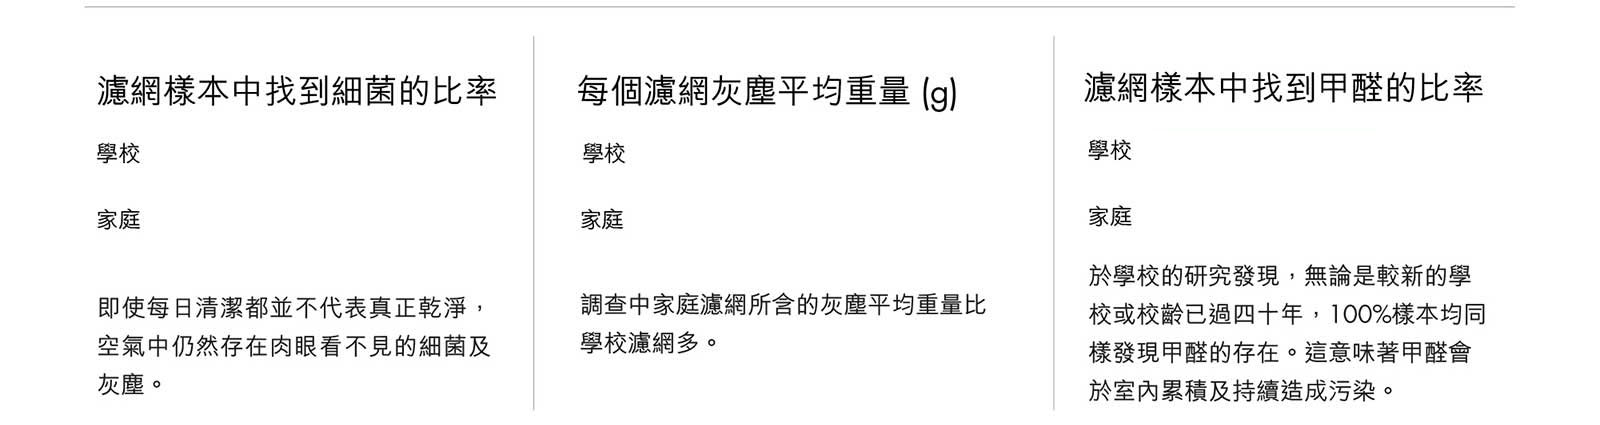 濾網樣本中找到細菌的比率
學校
家庭
即使每日清潔都並不代表真正乾淨，
空氣中仍然存在肉眼看不見的細菌及
灰塵。
每個濾網灰塵平均重量 (g)
學校
家庭
調查中家庭濾網所含的灰塵平均重量比
學校濾網多。
濾網樣本中找到甲醛的比率
學校
家庭
於學校的研究發現，無論是較新的學
校或校齡已過四十年，100%樣本均同
樣發現甲醛的存在。這意味著甲醛會
於室內累積及持續造成污染。